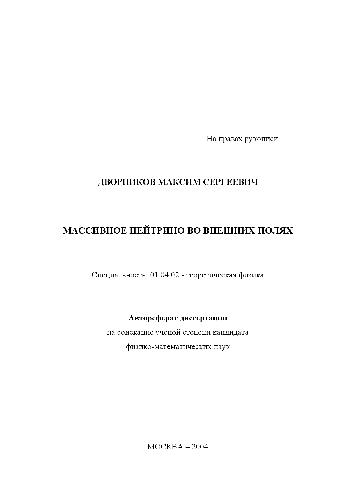 На правах рукописи
ДВОРНИКОВ МАКСИМ СЕРГЕЕВИЧ
МАССИВНОЕ НЕЙТРИНО ВО ВНЕШНИХ ПОЛЯХ
Специальность 01.04.02 - теоретическая физика
Автореферат диссертации
на соискание ученой степени кандидата
физико-математических наук
МОСКВА – 2004